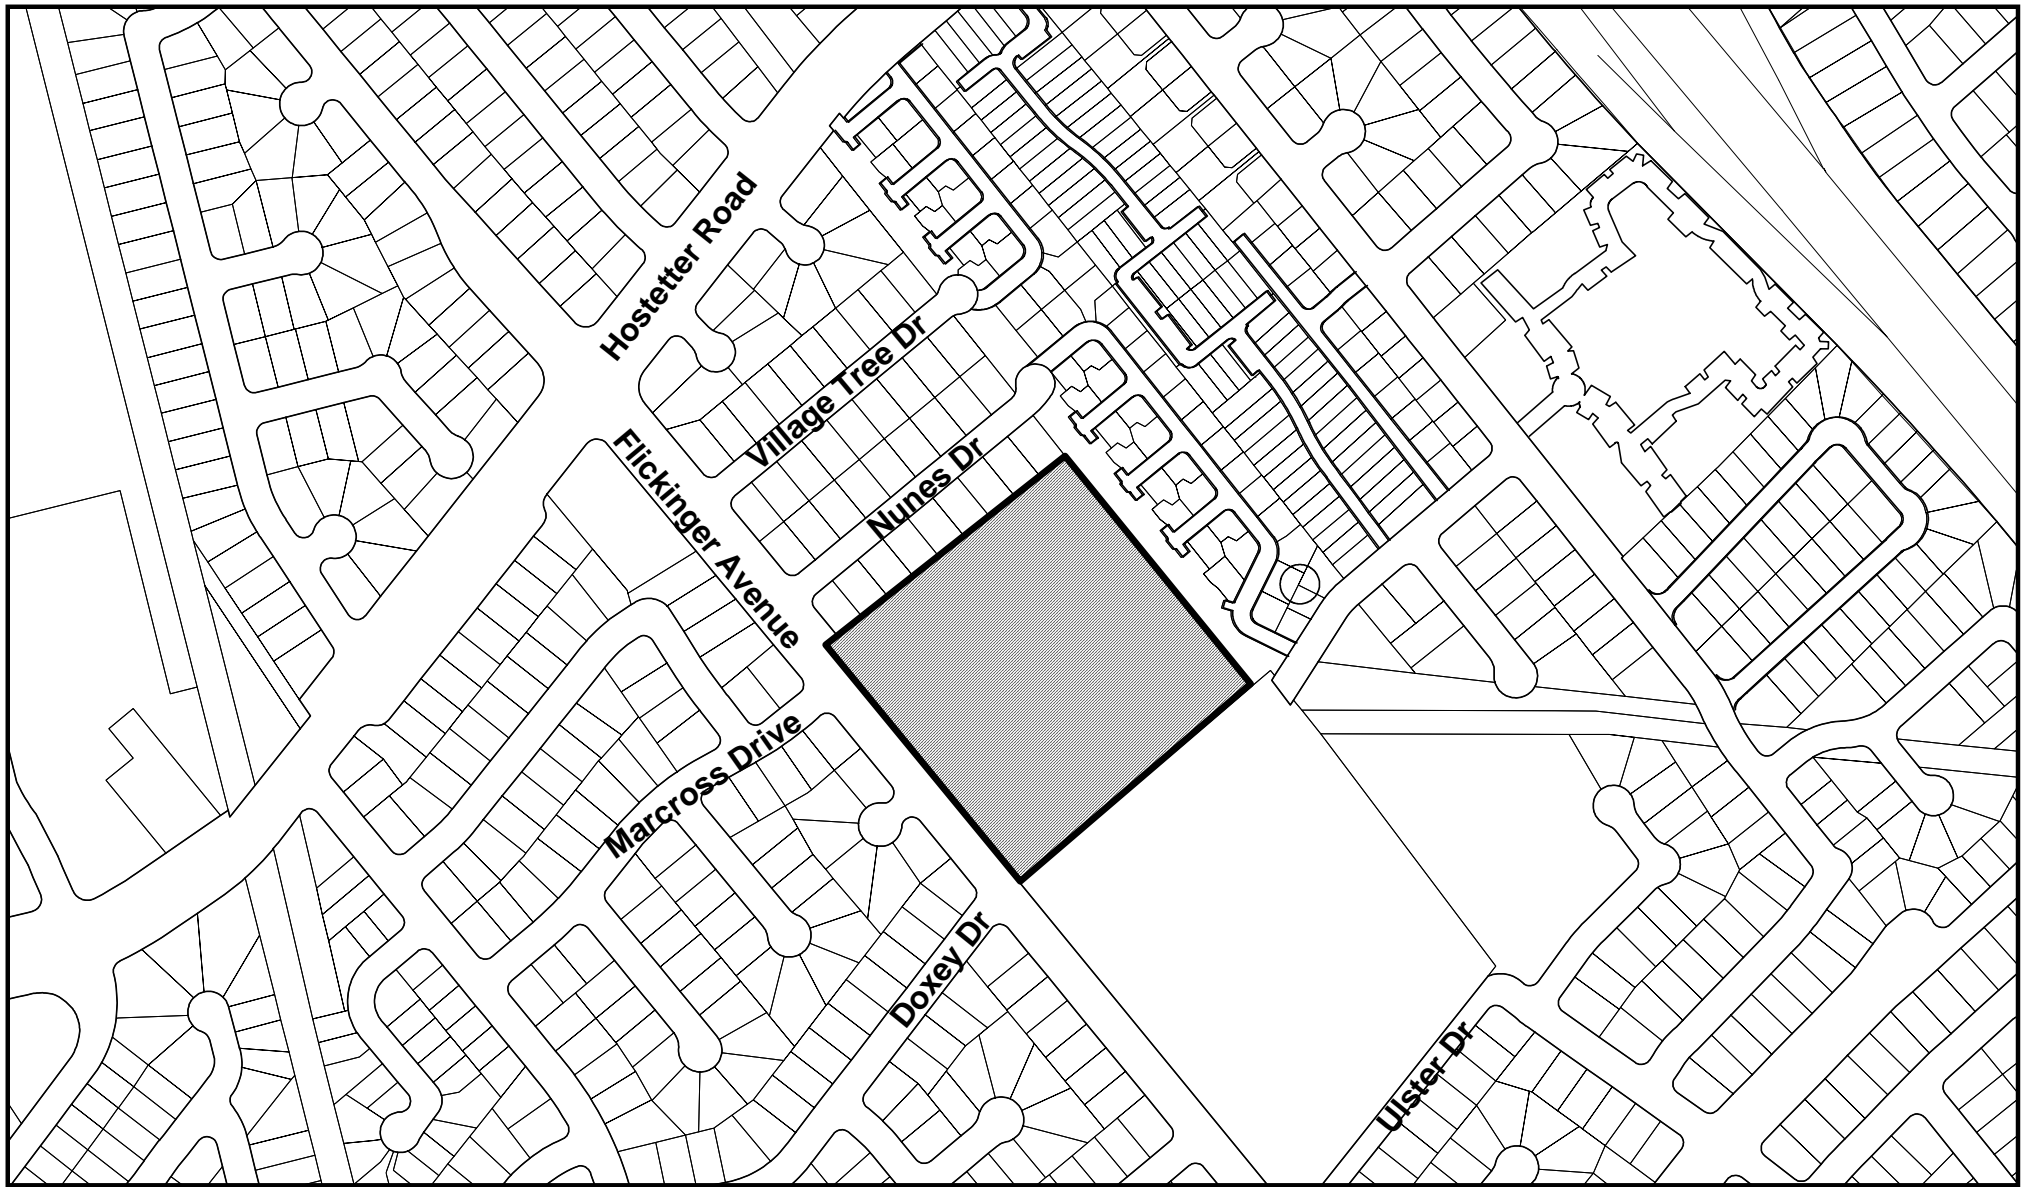 Hostetter Road
Village Tree Dr
Flickinger Avenue
Nunes Dr
Marcross Drive
Doxey Dr
Ulster Dr